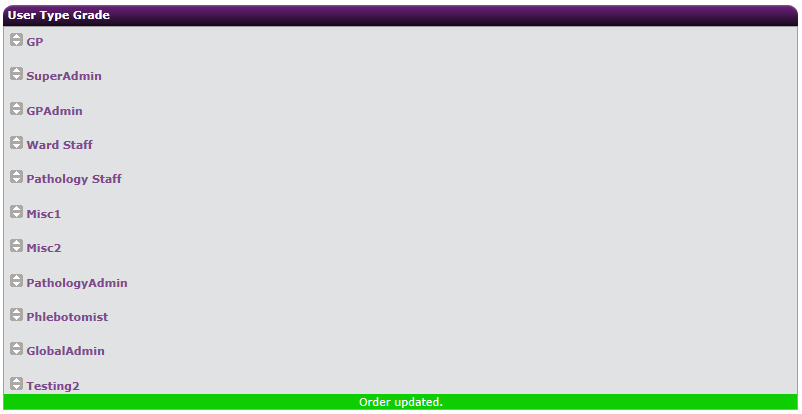 User Type Grade
GP
SuperAdmin
GPAdmin
Ward Staff
Pathology Staff
Misc1
Misc2
PathologyAdmin
Phlebotomist
GlobalAdmin
Testing2
Order updated.